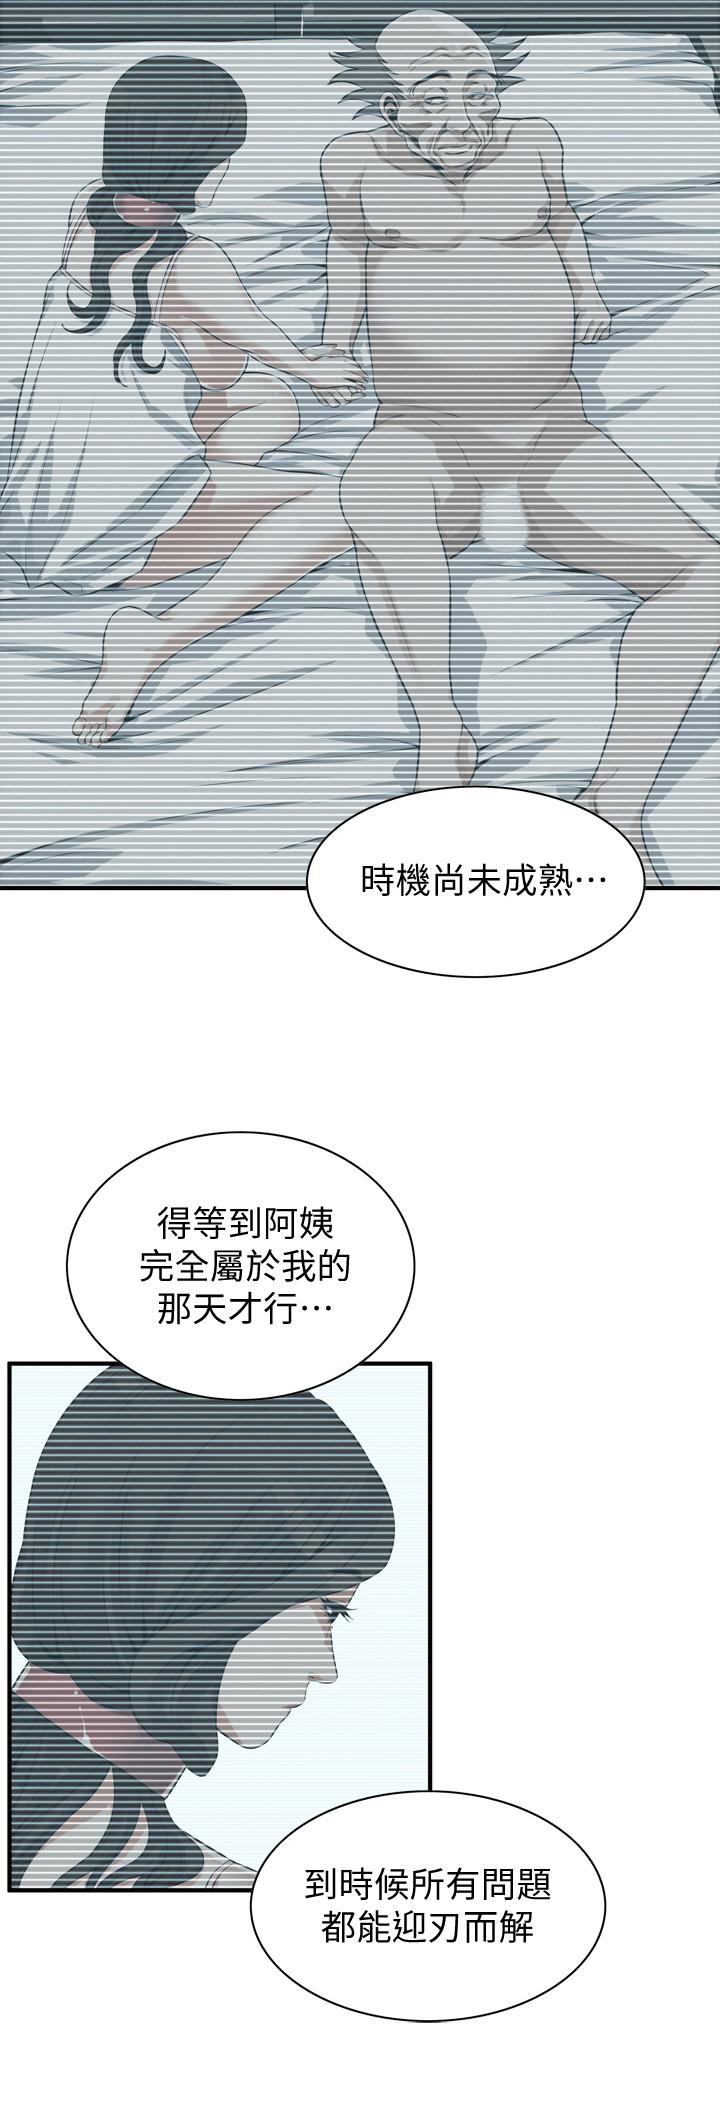 時機尚未成熟⋯
得等到阿姨
完全屬於我的
那天才行⋯
到時候所有問題
都能迎刃而解